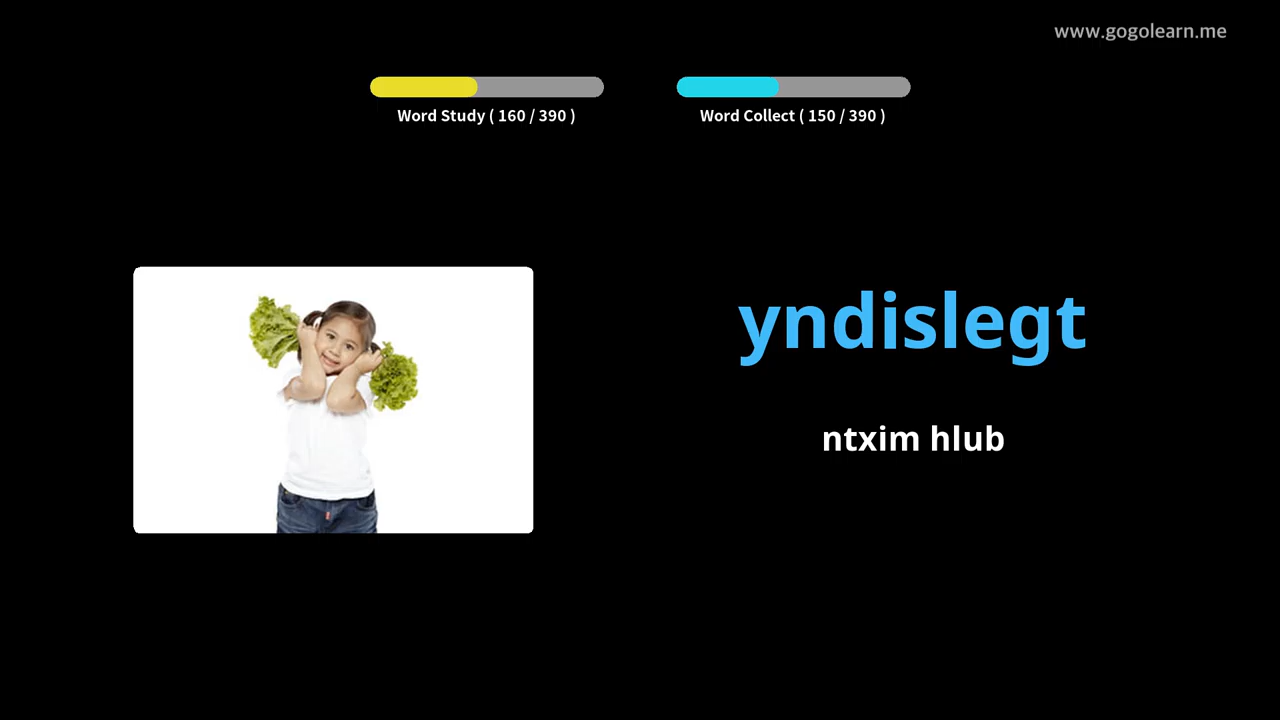 www.gogolearn.me
Word Study ( 160 / 390 )
Word Collect ( 150 / 390 )
yndislegt
ntxim hlub